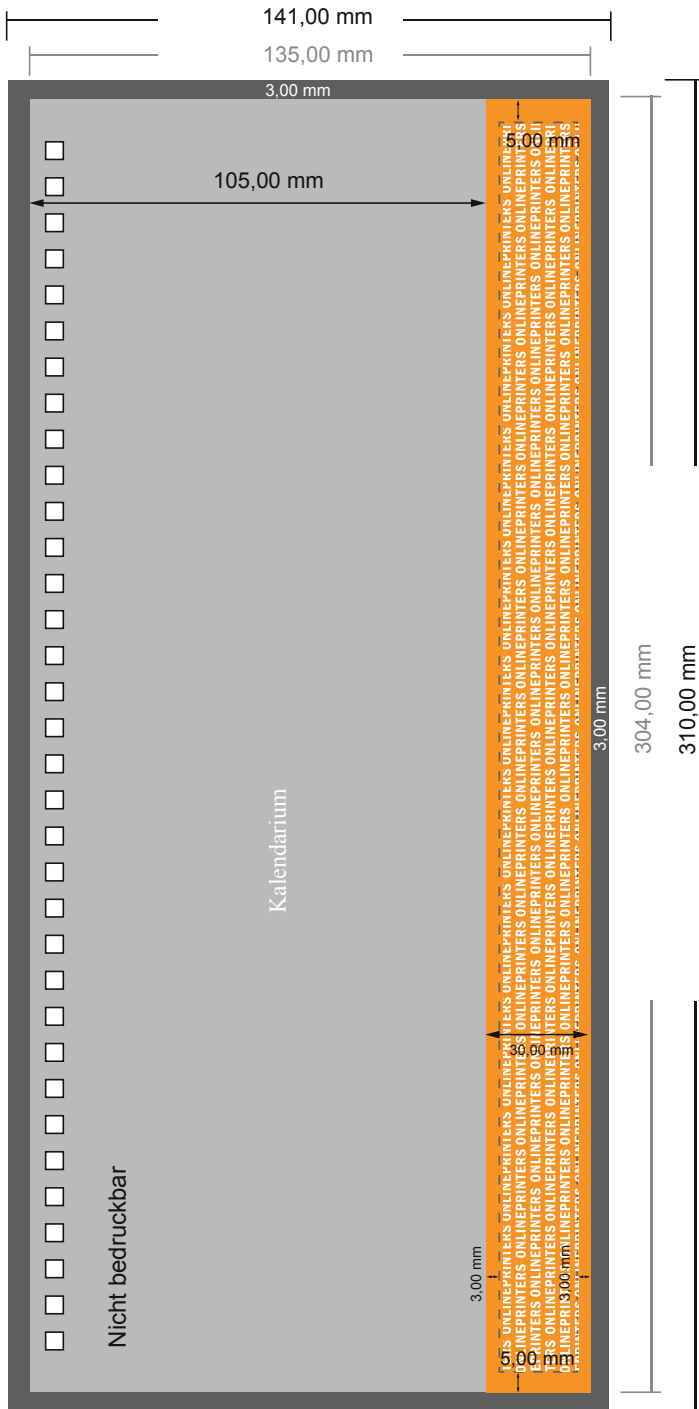 141,00 mm
135,00 mm
3,00 mm
5,00 mm
105,00 mm
ONLINEPRINTERS ONLINEPRINTERS ONLINEPRINTERS ONLINEPRINTERS ONLINEPRINTERS ONLINEPRINTERS
3,00 mm
304,00 mm
310,00 mm
Kalendarium
30,00 mm
Nicht bedruckbar
3,00 mm
3,00 mm
5,00 mm